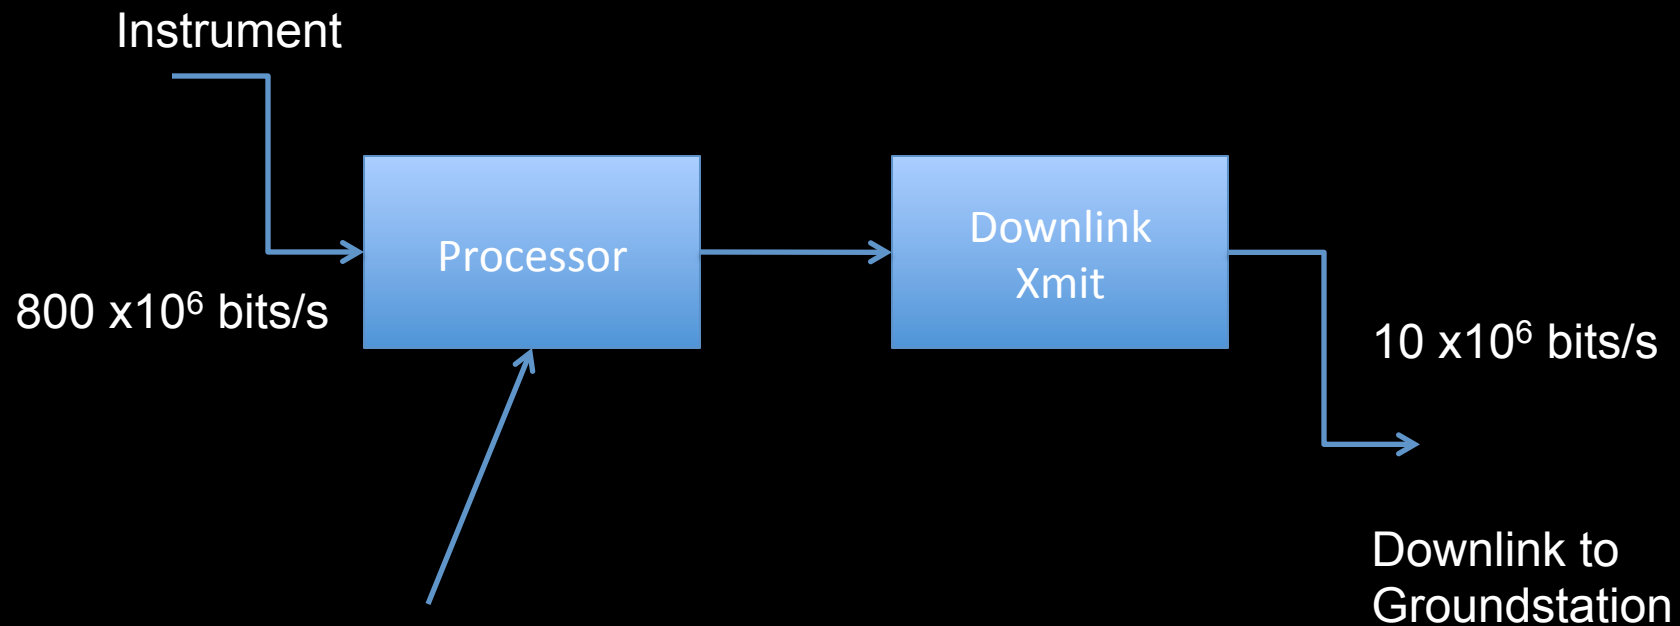 Instrument
Processor
Downlink
Xmit
800 x10⁶ bits/s
10 x10⁶ bits/s
Downlink to
Groundstation